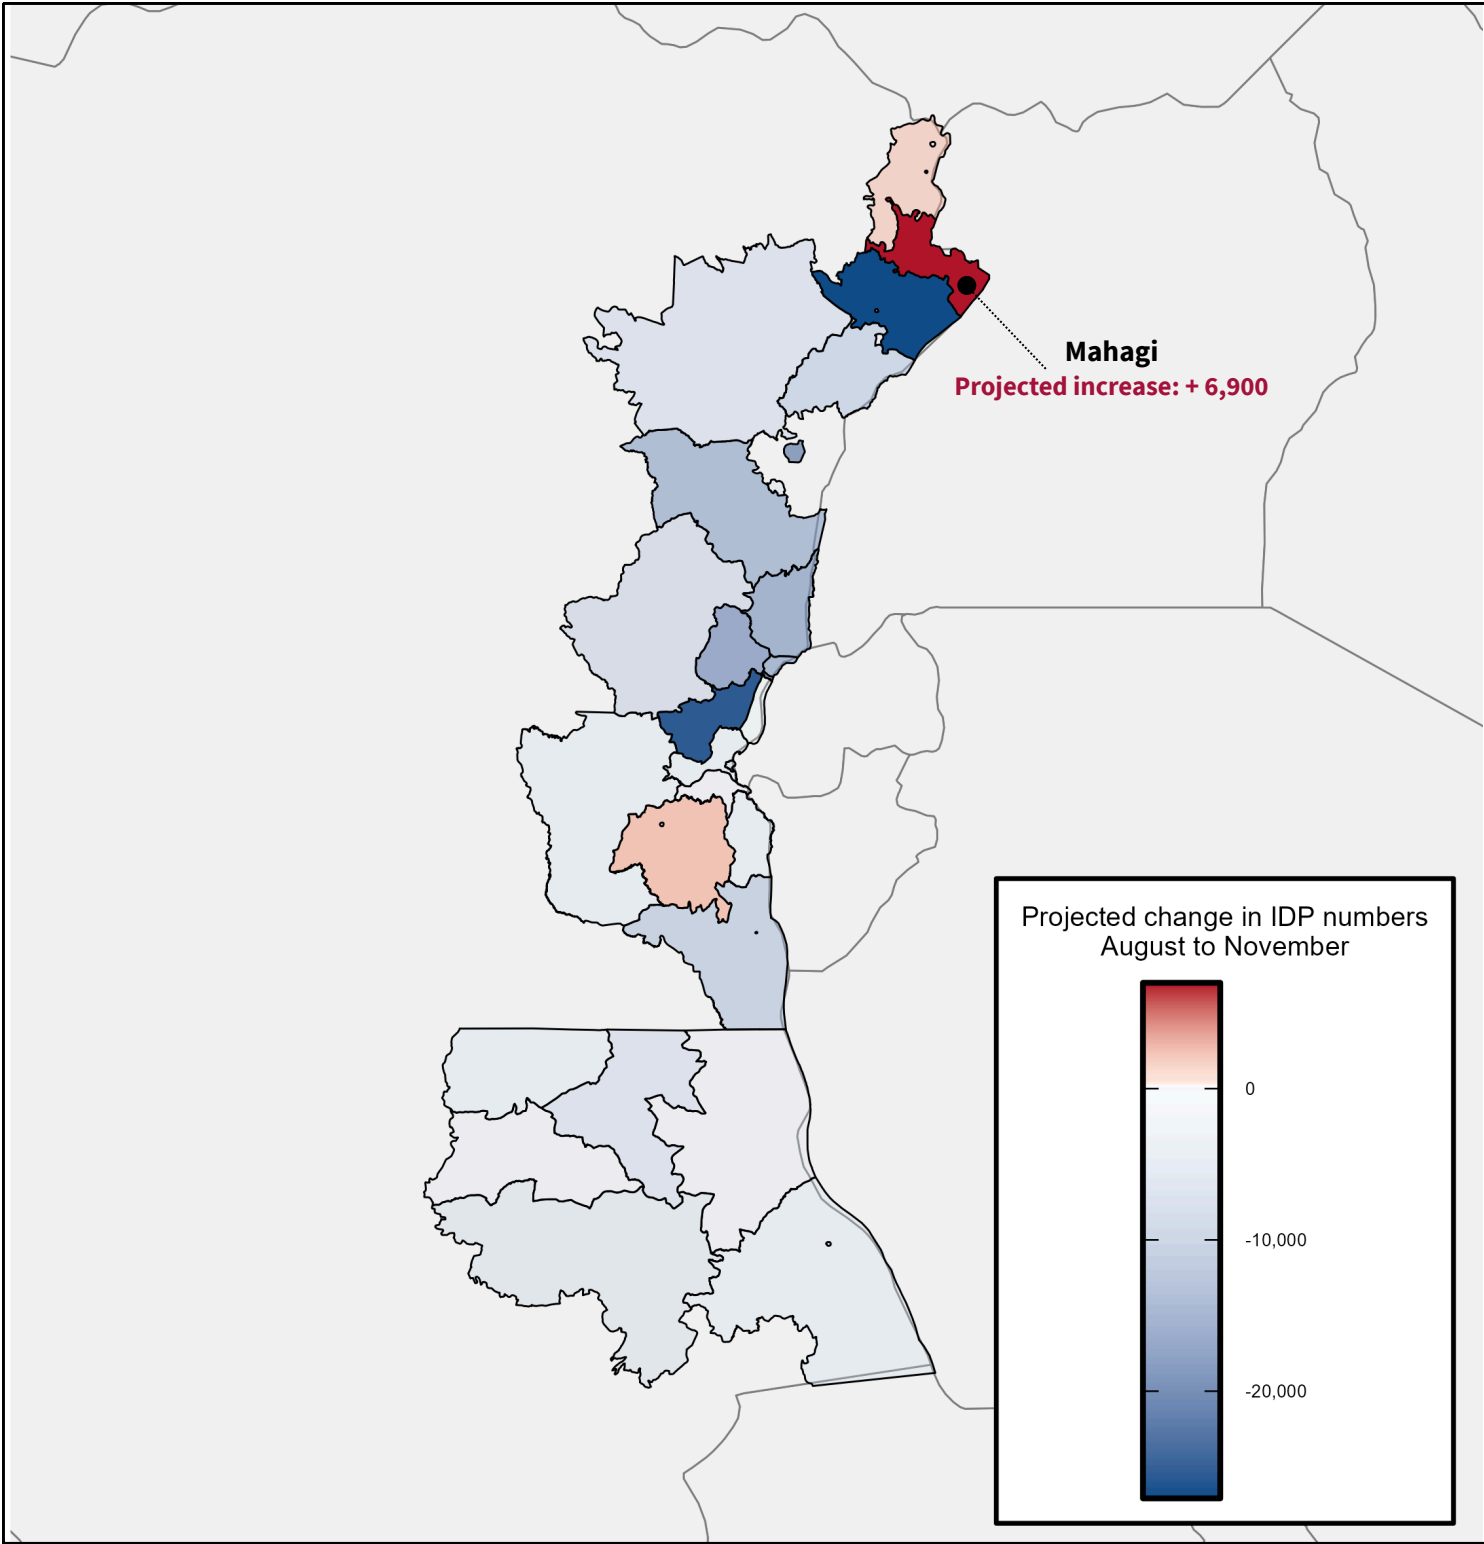 Mahagi
Projected increase: + 6,900
Projected change in IDP numbers
August to November
0
-10,000
-20,000